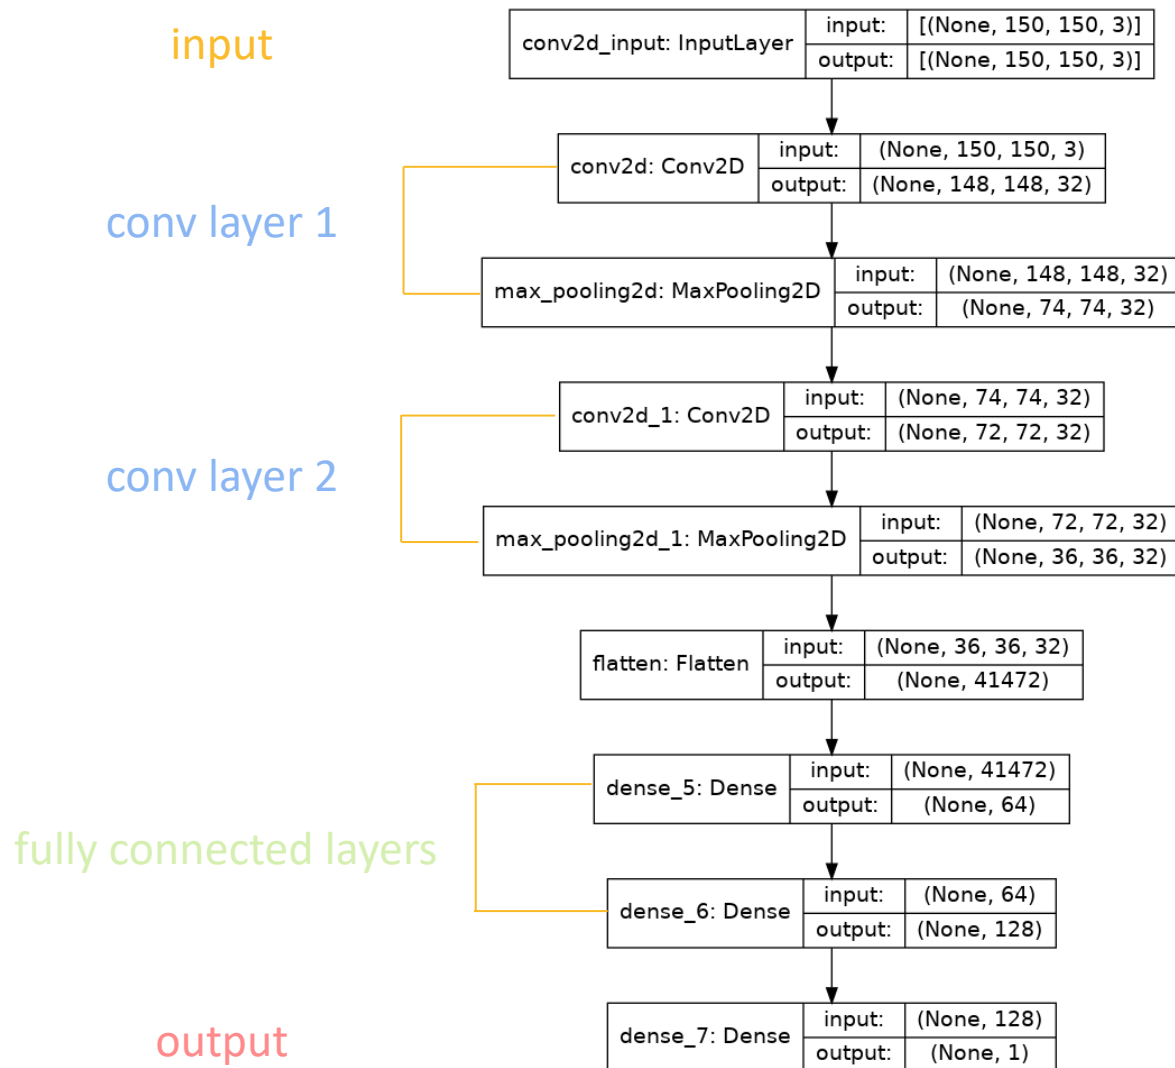 input
conv2d_input: InputLayer
input: [(None, 150, 150, 3)]
output: [(None, 150, 150, 3)]
conv layer 1
conv2d: Conv2D
input: (None, 150, 150, 3)
output: (None, 148, 148, 32)
max_pooling2d: MaxPooling2D
input: (None, 148, 148, 32)
output: (None, 74, 74, 32)
conv layer 2
conv2d_1: Conv2D
input: (None, 74, 74, 32)
output: (None, 72, 72, 32)
max_pooling2d_1: MaxPooling2D
input: (None, 72, 72, 32)
output: (None, 36, 36, 32)
flatten: Flatten
input: (None, 36, 36, 32)
output: (None, 41472)
fully connected layers
dense_5: Dense
input: (None, 41472)
output: (None, 64)
dense_6: Dense
input: (None, 64)
output: (None, 128)
output
dense_7: Dense
input: (None, 128)
output: (None, 1)